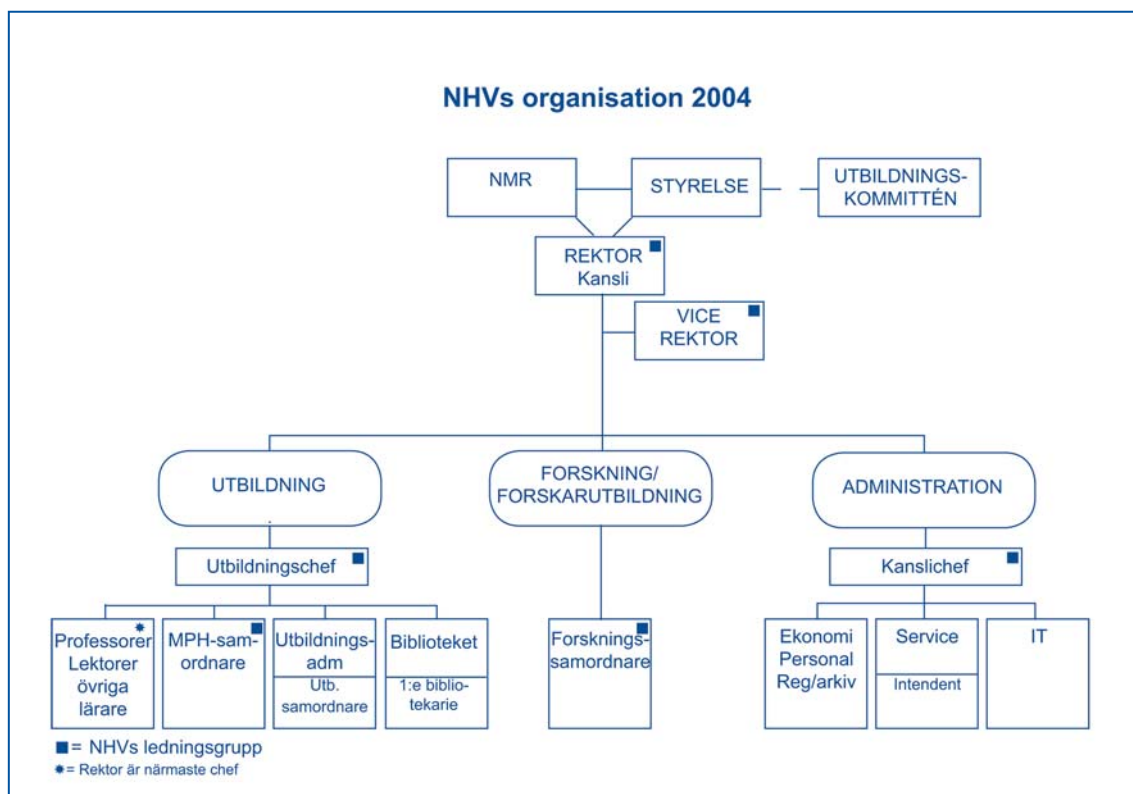 NHVs organisation 2004
NMR
STYRELSE
UTBILDNINGS-
KOMMITTÉN
REKTOR
Kansli
VICE
REKTOR
UTBILDNING
FORSKNING/
FORSKARUTBILDNING
ADMINISTRATION
Utbildningschef
Kanslichef
Professorer
Lektorer
övriga
lärare
MPH-sam-
ordnare
Utbildnings-
adm
Utb.
samordnare
Biblioteket
1:e biblio-
tekarie
Forsknings-
samordnare
Ekonomi
Personal
Reg/arkiv
Service
Intendent
IT
■ = NHVs ledningsgrupp
✷ = Rektor är närmaste chef